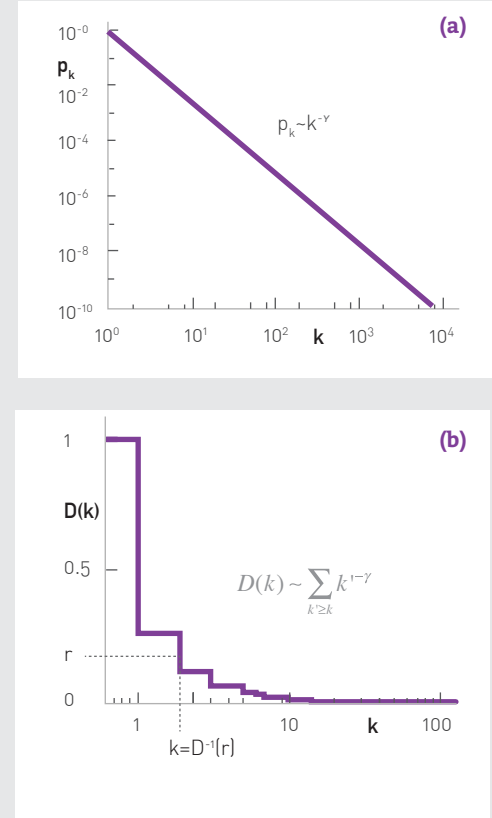 (a)
10⁻⁰
pₖ
10⁻²
10⁻⁴
10⁻⁶
10⁻⁸
10⁻¹⁰
pₖ~k⁻ᵞ
10⁰ 10¹ 10² k 10³ 10⁴
(b)
1
D(k)
0.5
D(k) ~ ∑ k'⁻ᵞ
k'≥k
r
0
1 10 k 100
k=D⁻¹(r)